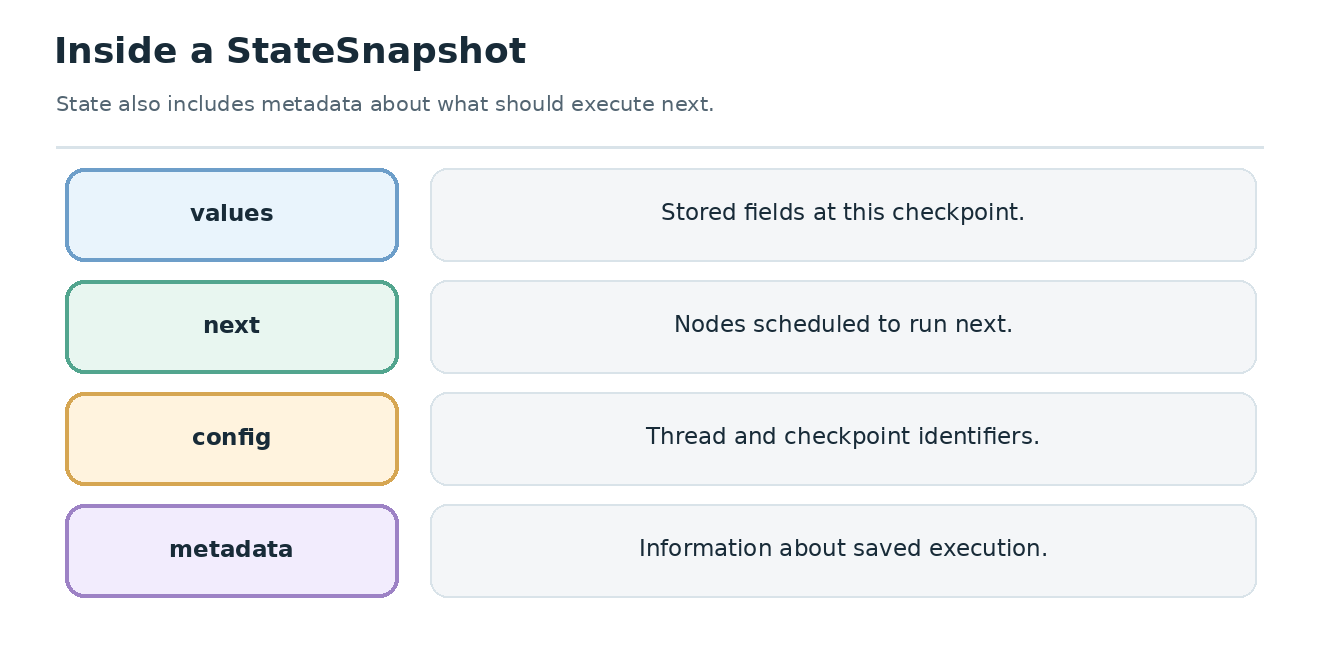 Inside a StateSnapshot
State also includes metadata about what should execute next.
values
Stored fields at this checkpoint.
next
Nodes scheduled to run next.
config
Thread and checkpoint identifiers.
metadata
Information about saved execution.